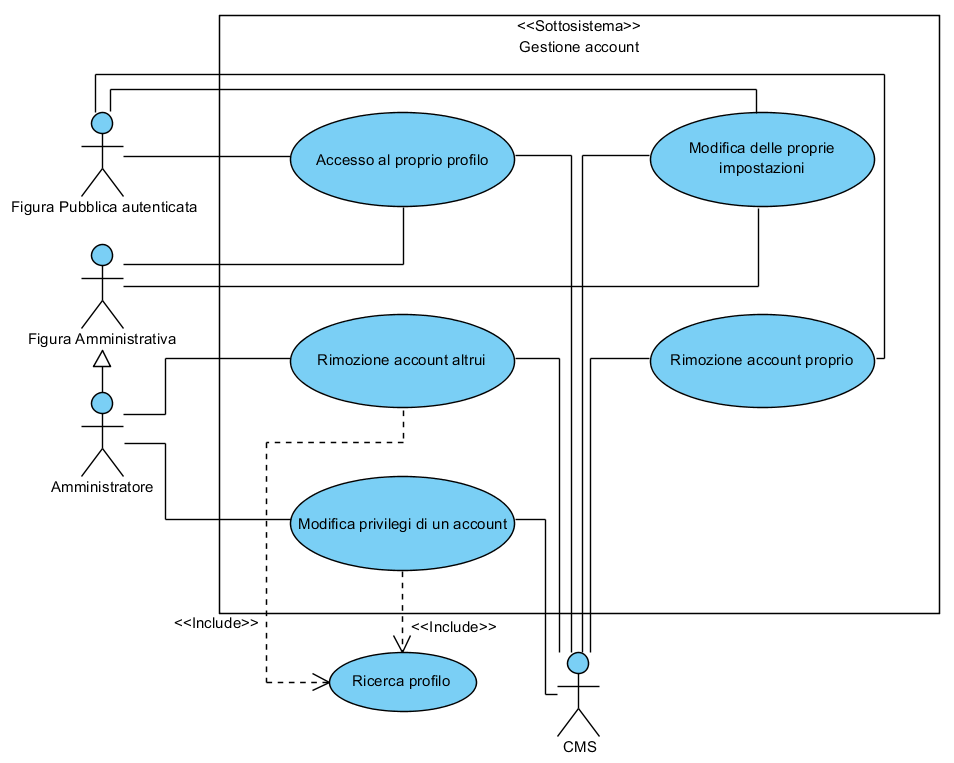 <<Sottosistema>>
Gestione account
Accesso al proprio profilo
Modifica delle proprie
impostazioni
Figura Pubblica autenticata
Figura Amministrativa
Rimozione account altrui
Rimozione account proprio
Amministratore
Modifica privilegi di un account
<<Include>>
<<Include>>
Ricerca profilo
CMS